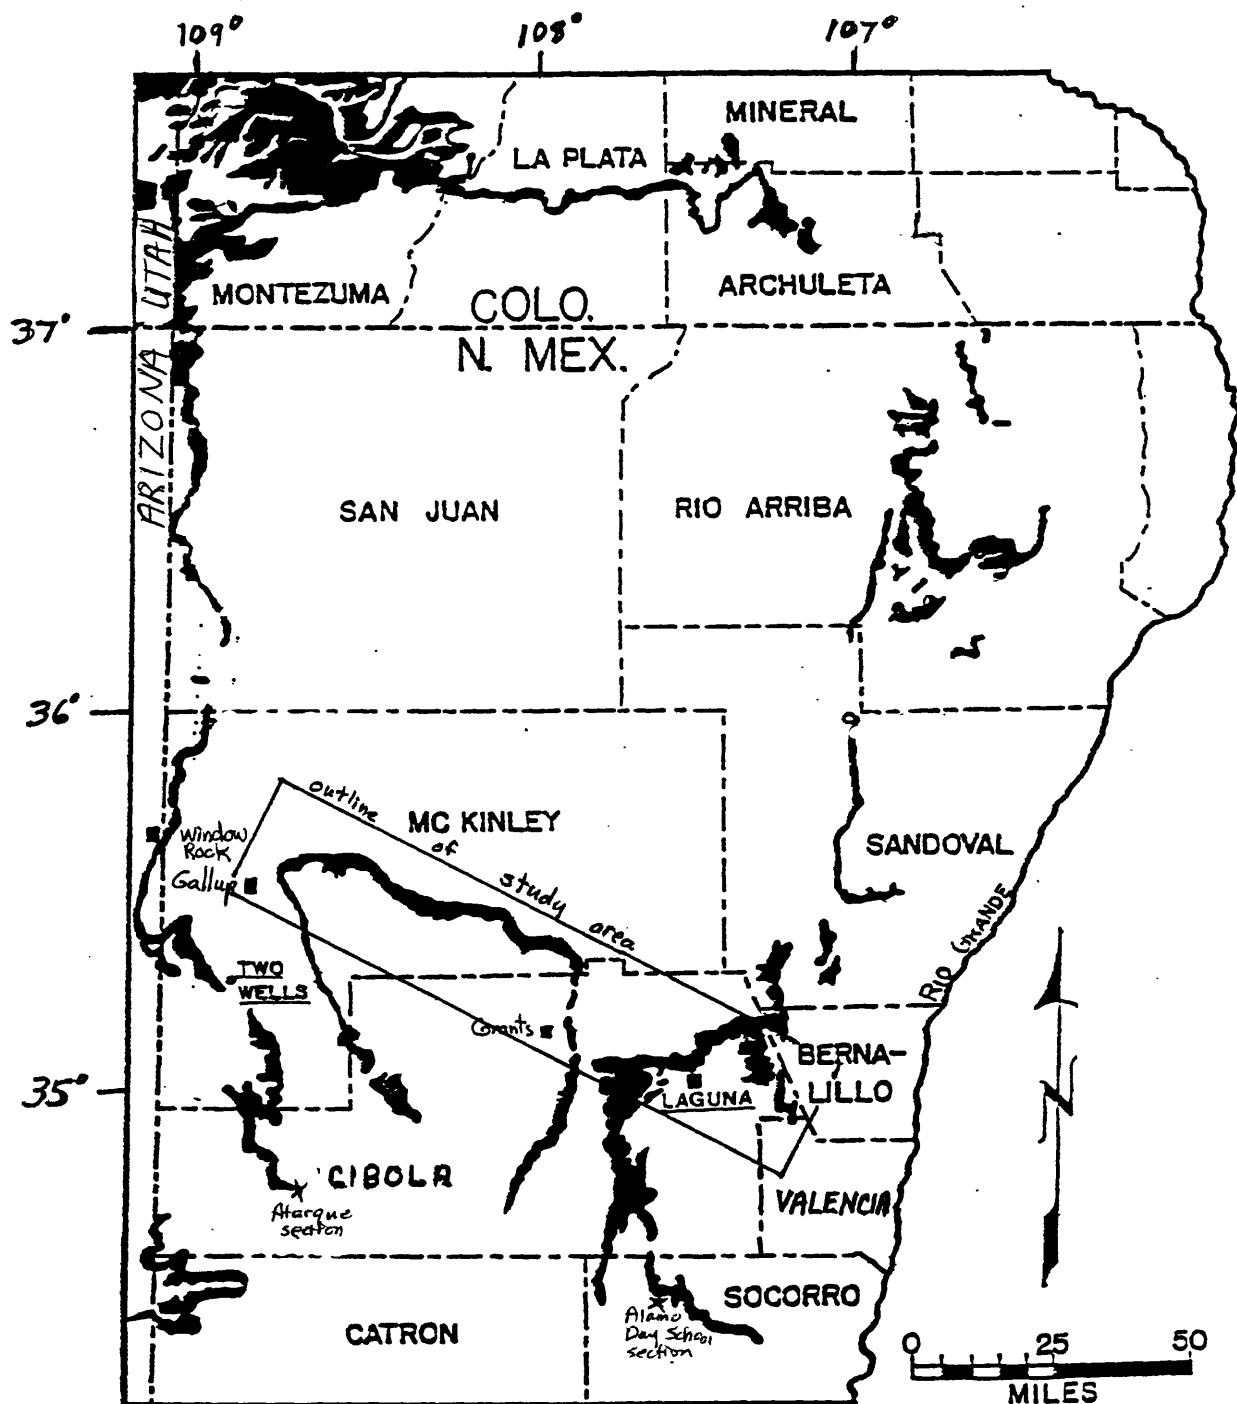 109°
108°
107°
MINERAL
LA PLATA
UTAH
MONTEZUMA
COLO.
ARCHULETA
37°
N. MEX.
ARIZONA
SAN JUAN
RIO ARRIBA
36°
outline
of
study
area
MC KINLEY
SANDOVAL
Window
Rock
Gallup
RIO GRANDE
TWO
WELLS
Grants
BERNA-
LILLO
35°
LAGUNA
CIBOLA
Atarque
section
VALENCIA
N
SOCORRO
Alamo
Day School
section
CATRON
0 25 50
MILES